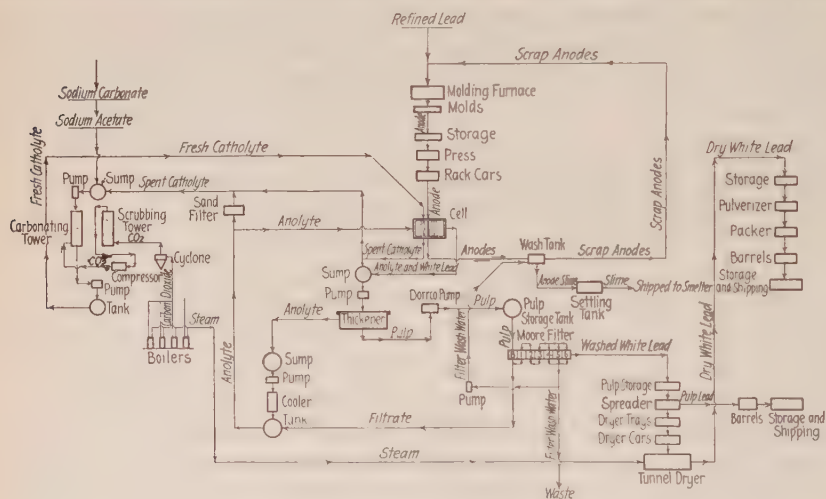 Refined Lead
Scrap Anodes
Sodium Carbonate
Sodium Acetate
Fresh Catholyte
Fresh Catholyte
Spent Catholyte
Pump
Sump
Sand
Filter
Anolyte
Carbonating
Tower
Scrubbing
Tower
CO2
CO2
Compressor
Cyclone
Pump
Tank
Carbon Dioxide
Steam
Boilers
Molding Furnace
Molds
Anode
Storage
Press
Rack Cars
Anode
Cell
Spent Catholyte
Anodes
Wash Tank
Scrap Anodes
Scrap Anodes
Analyte and White Lead
Sump
Pump
Anode Slime
Slime
Settling
Tank
Shipped to Smelter
Anolyte
Thickener
Pulp
Dorrco Pump
Pulp
Pulp
Storage Tank
Pulp
Moore Filter
Washed White Lead
Filter Wash Water
Pump
Filter Wash Water
Waste
Sump
Pump
Cooler
Tank
Filtrate
Anolyte
Steam
Pulp Storage
Spreader
Pulp Lead
Dryer Trays
Dryer Cars
Tunnel Dryer
Barrels
Storage and
Shipping
Dry White Lead
Dry White Lead
Storage
Pulverizer
Packer
Barrels
Storage
and Shipping